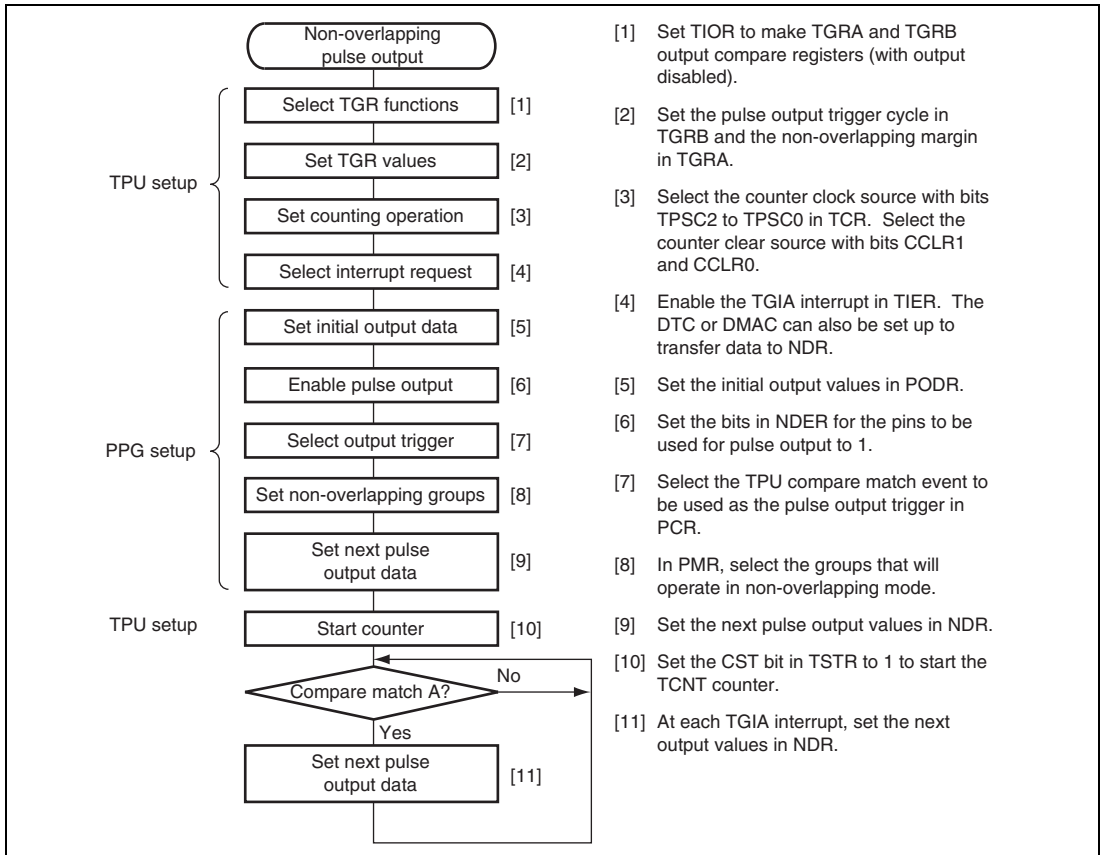 Non-overlapping
pulse output
TPU setup
Select TGR functions [1]
Set TGR values [2]
Set counting operation [3]
Select interrupt request [4]
PPG setup
Set initial output data [5]
Enable pulse output [6]
Select output trigger [7]
Set non-overlapping groups [8]
Set next pulse
output data [9]
TPU setup
Start counter [10]
Compare match A?
No
Yes
Set next pulse
output data [11]
[1] Set TIOR to make TGRA and TGRB
output compare registers (with output
disabled).
[2] Set the pulse output trigger cycle in
TGRB and the non-overlapping margin
in TGRA.
[3] Select the counter clock source with bits
TPSC2 to TPSC0 in TCR. Select the
counter clear source with bits CCLR1
and CCLR0.
[4] Enable the TGIA interrupt in TIER. The
DTC or DMAC can also be set up to
transfer data to NDR.
[5] Set the initial output values in PODR.
[6] Set the bits in NDER for the pins to be
used for pulse output to 1.
[7] Select the TPU compare match event to
be used as the pulse output trigger in
PCR.
[8] In PMR, select the groups that will
operate in non-overlapping mode.
[9] Set the next pulse output values in NDR.
[10] Set the CST bit in TSTR to 1 to start the
TCNT counter.
[11] At each TGIA interrupt, set the next
output values in NDR.